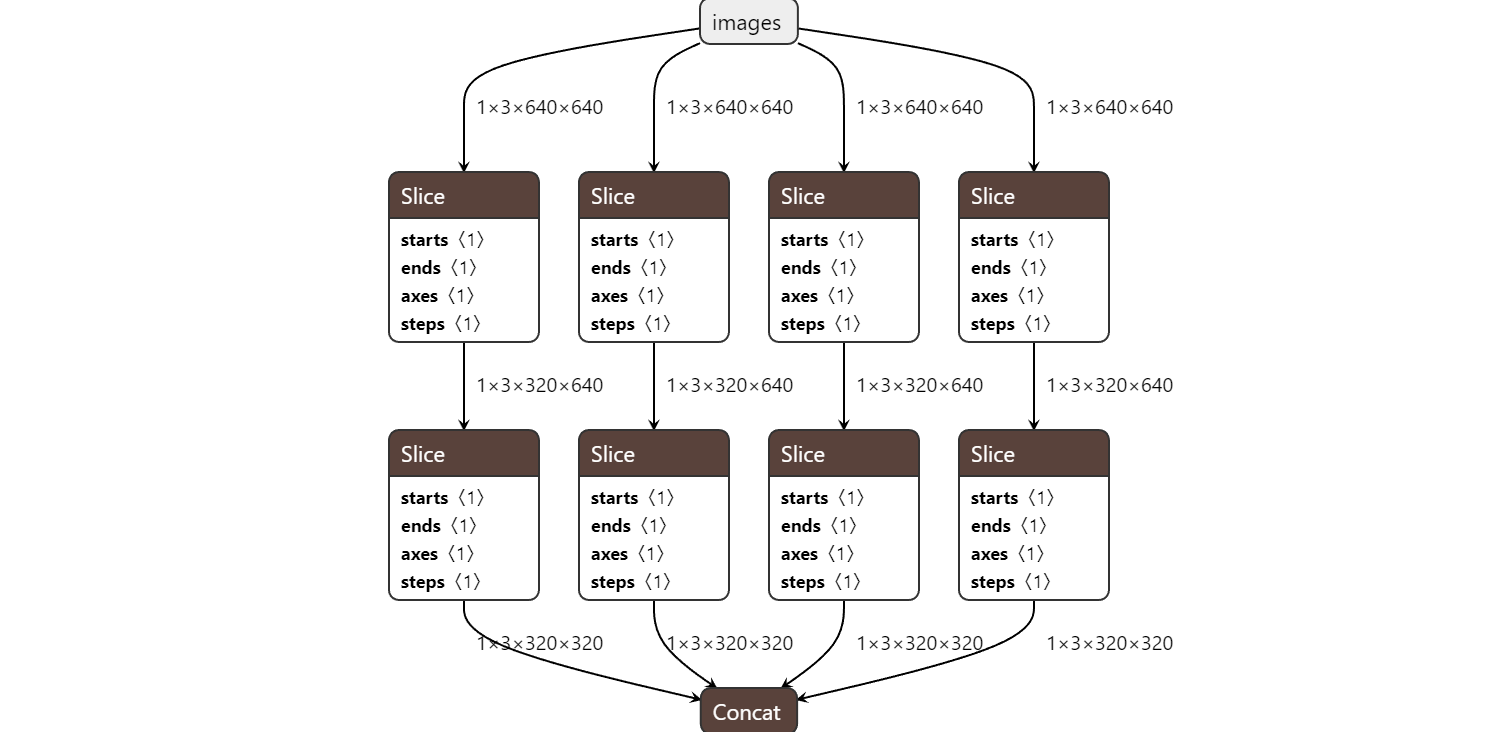 images
1×3×640×640 1×3×640×640 1×3×640×640 1×3×640×640
Slice Slice Slice Slice
starts 〈1〉 starts 〈1〉 starts 〈1〉 starts 〈1〉
ends 〈1〉 ends 〈1〉 ends 〈1〉 ends 〈1〉
axes 〈1〉 axes 〈1〉 axes 〈1〉 axes 〈1〉
steps 〈1〉 steps 〈1〉 steps 〈1〉 steps 〈1〉
1×3×320×640 1×3×320×640 1×3×320×640 1×3×320×640
Slice Slice Slice Slice
starts 〈1〉 starts 〈1〉 starts 〈1〉 starts 〈1〉
ends 〈1〉 ends 〈1〉 ends 〈1〉 ends 〈1〉
axes 〈1〉 axes 〈1〉 axes 〈1〉 axes 〈1〉
steps 〈1〉 steps 〈1〉 steps 〈1〉 steps 〈1〉
1×3×320×320 1×3×320×320 1×3×320×320 1×3×320×320
Concat